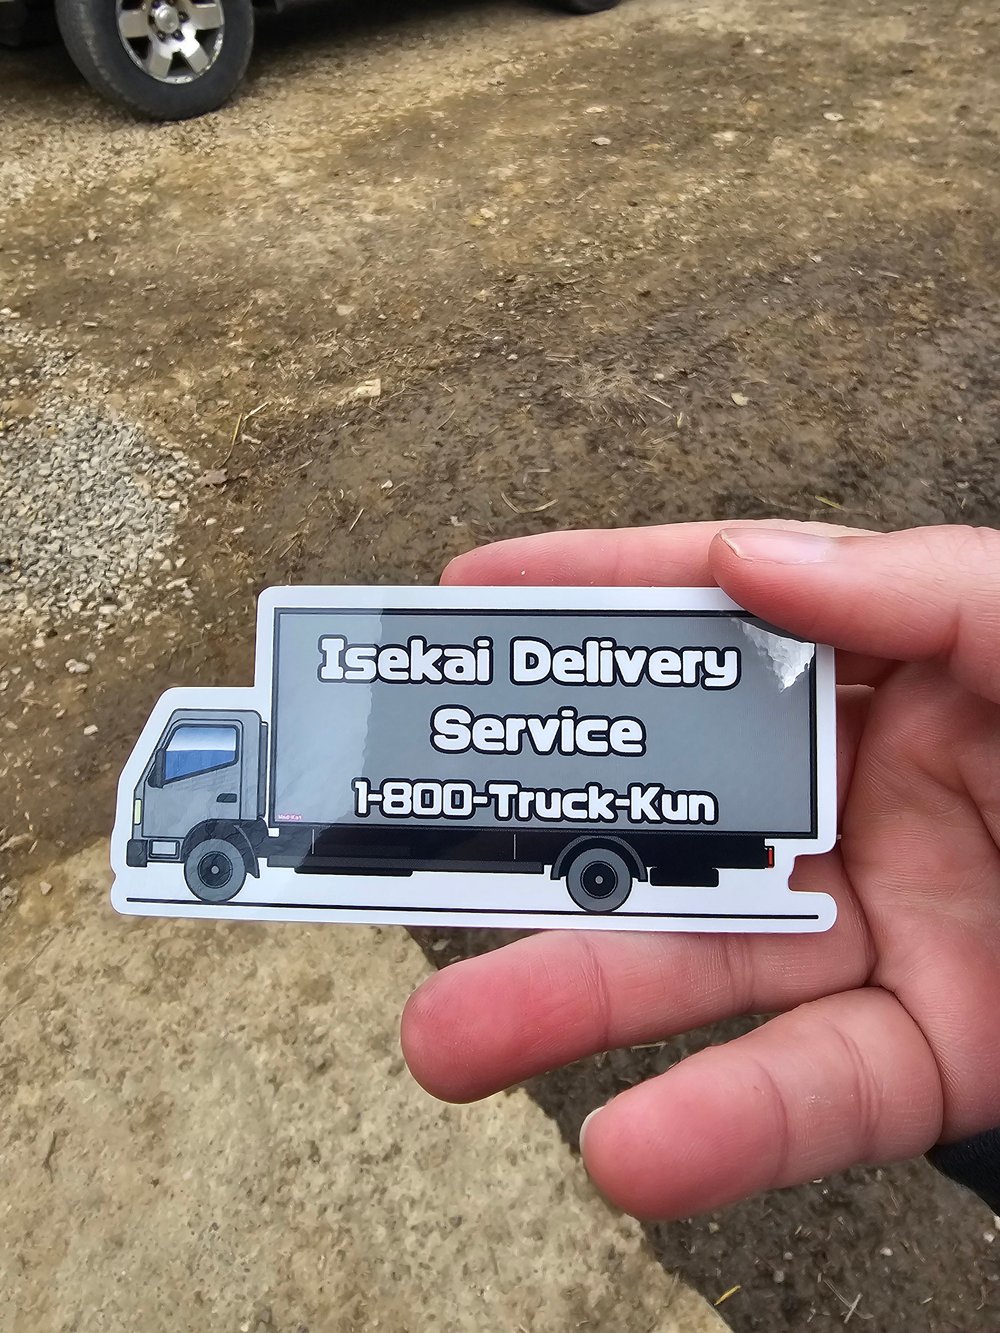 Isekai Delivery
Service
1-800-Truck-Kun